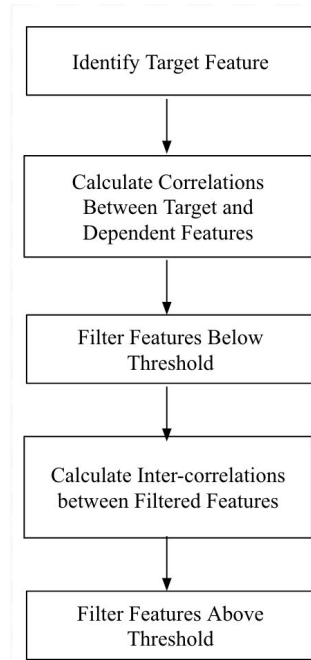 Identify Target Feature
Calculate Correlations
Between Target and
Dependent Features
Filter Features Below
Threshold
Calculate Inter-correlations
between Filtered Features
Filter Features Above
Threshold